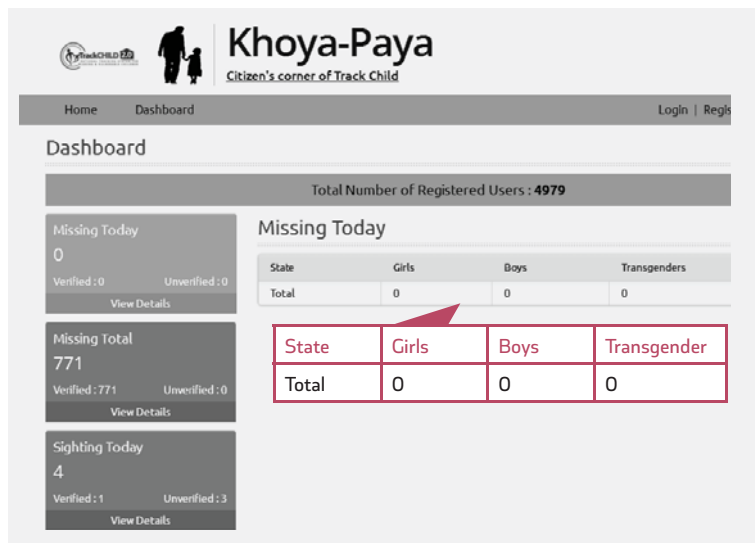 TrackCHILD 2.0
Khoya-Paya
Citizen's corner of Track Child
Home Dashboard Login | Regis
Dashboard
Total Number of Registered Users : 4979
Missing Today
0
Verified : 0 Unverified : 0
View Details
Missing Total
771
Verified : 771 Unverified : 0
View Details
Sighting Today
4
Verified : 1 Unverified : 3
View Details
Missing Today
State Girls Boys Transgenders
Total 0 0 0
State Girls Boys Transgender
Total 0 0 0